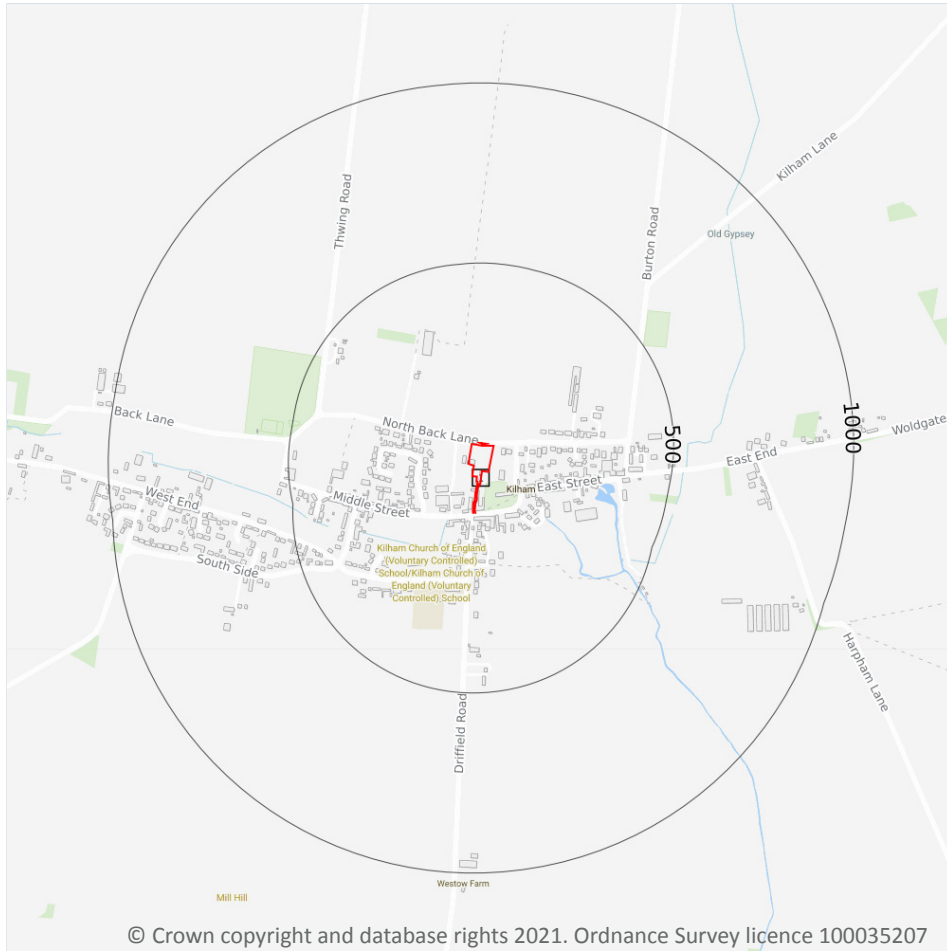 Thwing Road
Kilham Lane
Burton Road
Old Gypsey
Back Lane
North Back Lane
500
1000
Woldgate
East End
West End
Middle Street
Kilham
East Street
South Side
Kilham Church of England
(Voluntary Controlled)
School/Kilham Church of
England (Voluntary
Controlled) School
Harpham Lane
Driffield Road
Westow Farm
Mill Hill
© Crown copyright and database rights 2021. Ordnance Survey licence 100035207